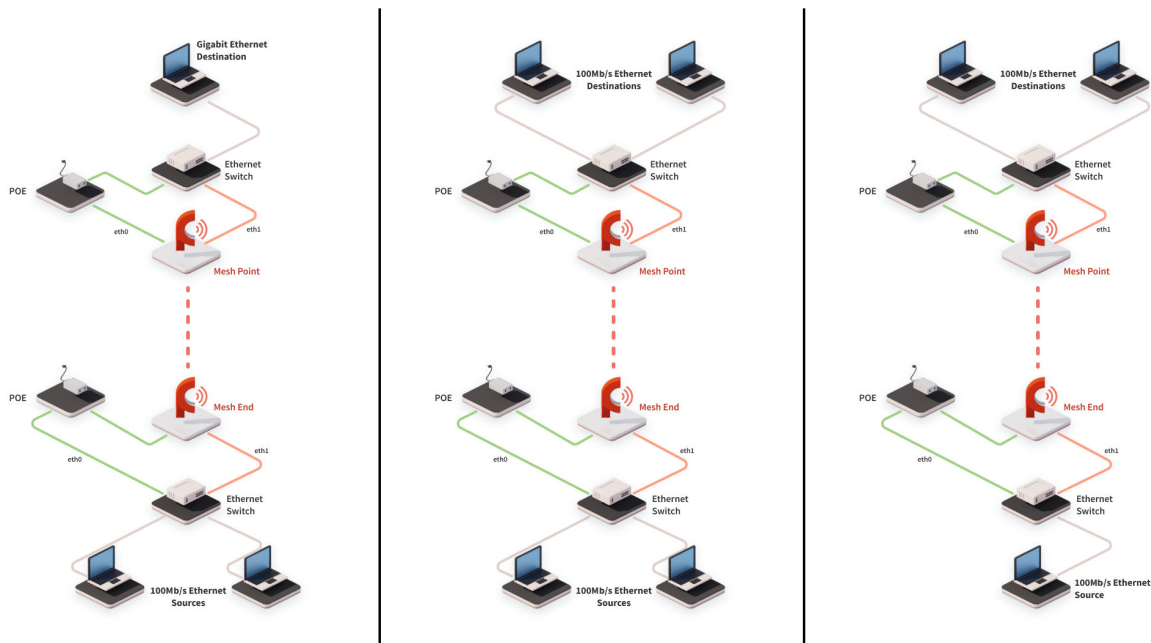 Gigabit Ethernet
Destination
Ethernet
Switch
POE
eth0
eth1
Mesh Point
POE
Mesh End
eth1
eth0
Ethernet
Switch
100Mb/s Ethernet
Sources
100Mb/s Ethernet
Destinations
Ethernet
Switch
POE
eth0
eth1
Mesh Point
POE
Mesh End
eth1
eth0
Ethernet
Switch
100Mb/s Ethernet
Sources
100Mb/s Ethernet
Destinations
Ethernet
Switch
POE
eth0
eth1
Mesh Point
POE
Mesh End
eth1
eth0
Ethernet
Switch
100Mb/s Ethernet
Source